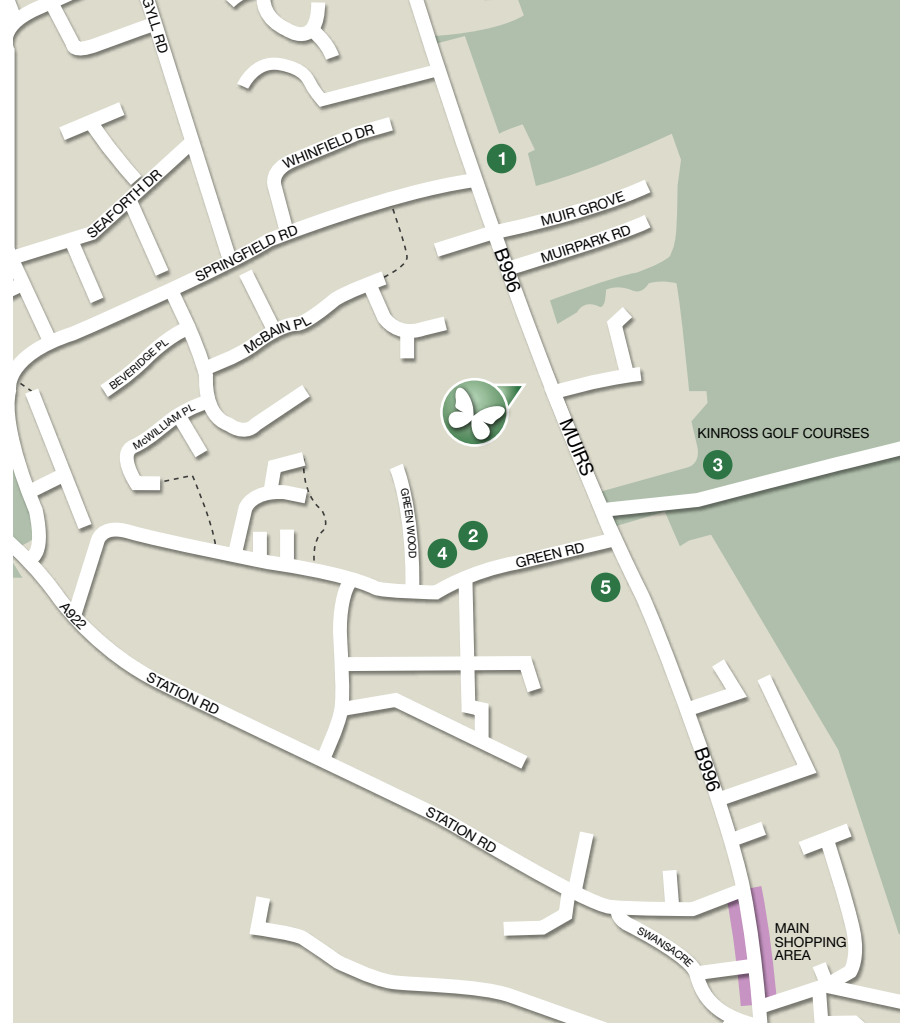 GYLL RD
WHINFIELD DR
1
SEAFORTH DR
MUIR GROVE
MUIRPARK RD
SPRINGFIELD RD
B996
McBAIN PL
BEVERIDGE PL
McWILLIAM PL
MUIRS
KINROSS GOLF COURSES
3
GREEN WOOD
2
4
GREEN RD
5
A922
STATION RD
B996
STATION RD
SWANSACRE
MAIN
SHOPPING
AREA